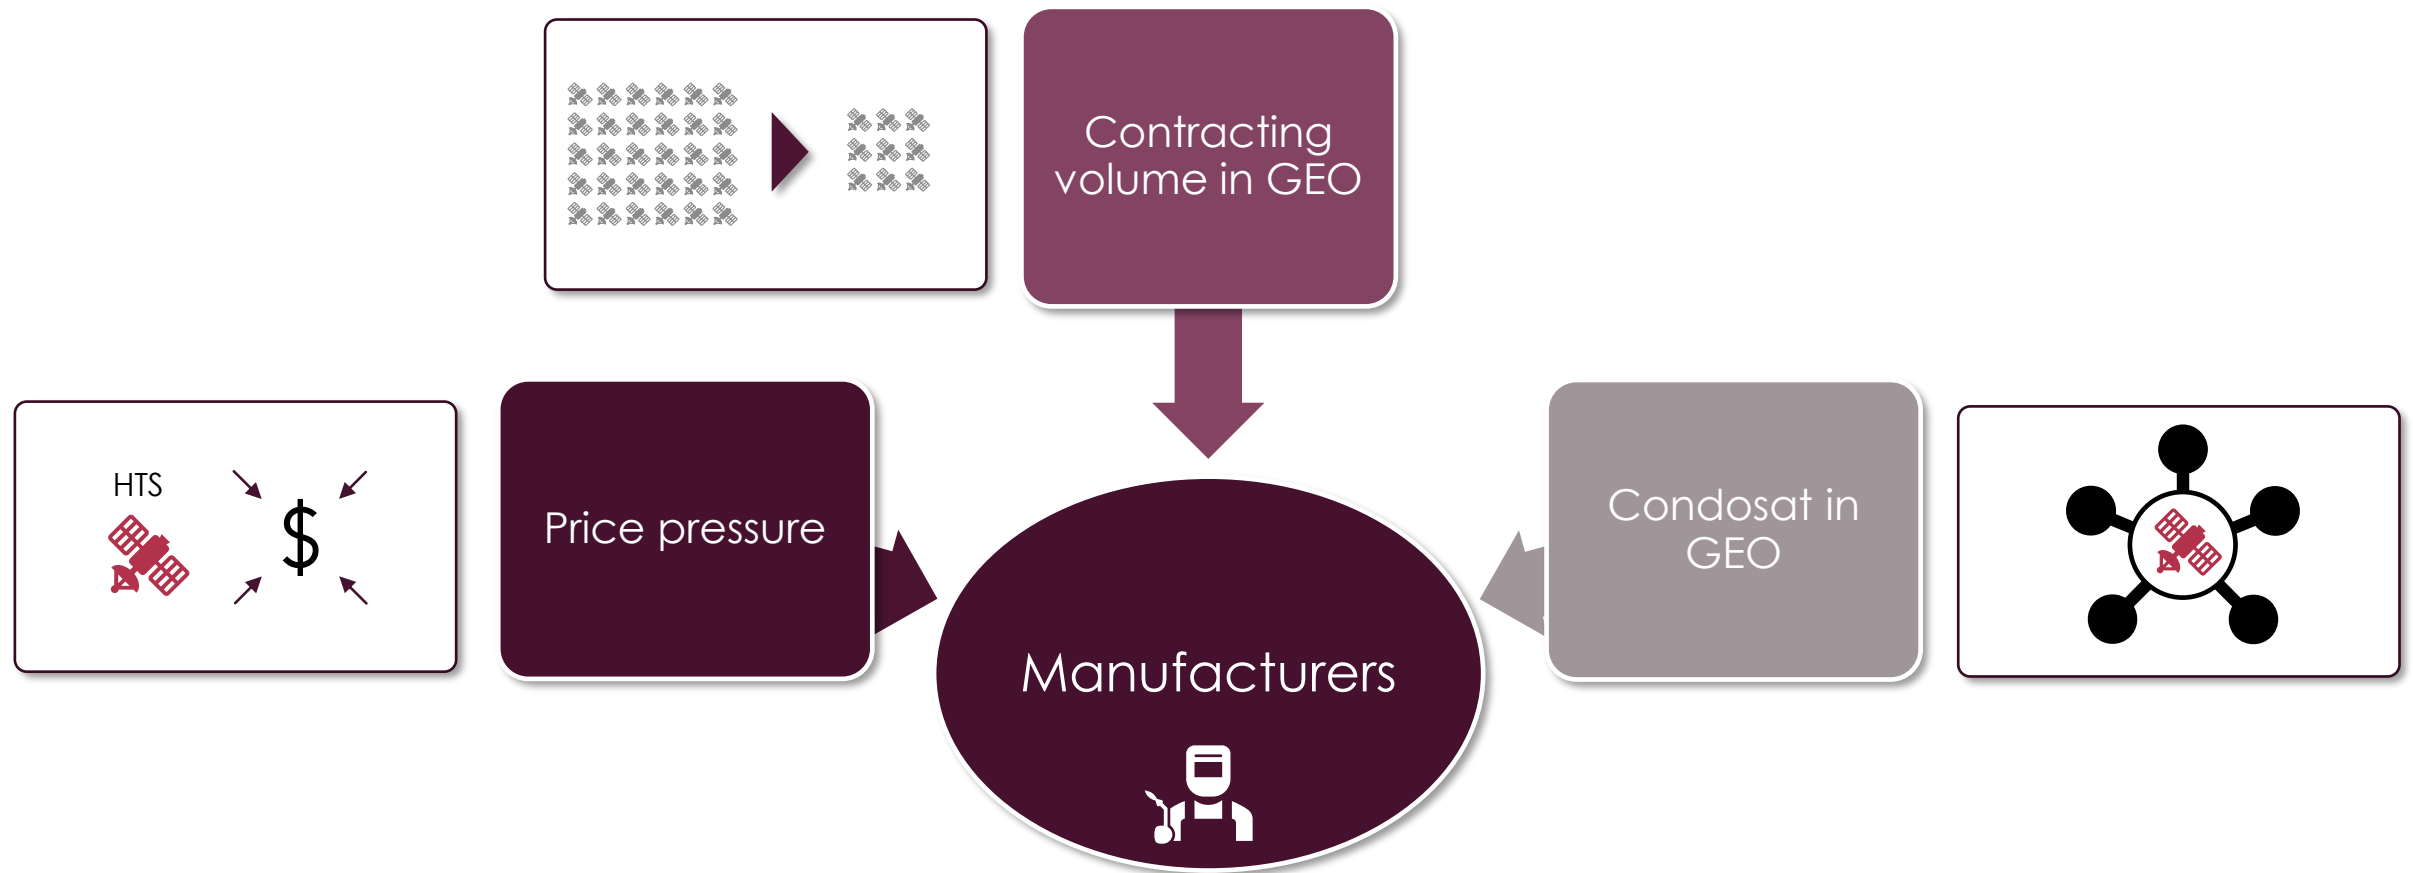 Contracting
volume in GEO
HTS
$
Price pressure
Condosat in
GEO
Manufacturers